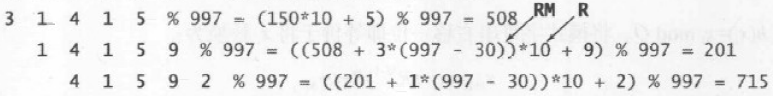 RM R
3 1 4 1 5 % 997 = (150*10 + 5) % 997 = 508
1 4 1 5 9 % 997 = ((508 + 3*(997 - 30))*10 + 9) % 997 = 201
4 1 5 9 2 % 997 = ((201 + 1*(997 - 30))*10 + 2) % 997 = 715